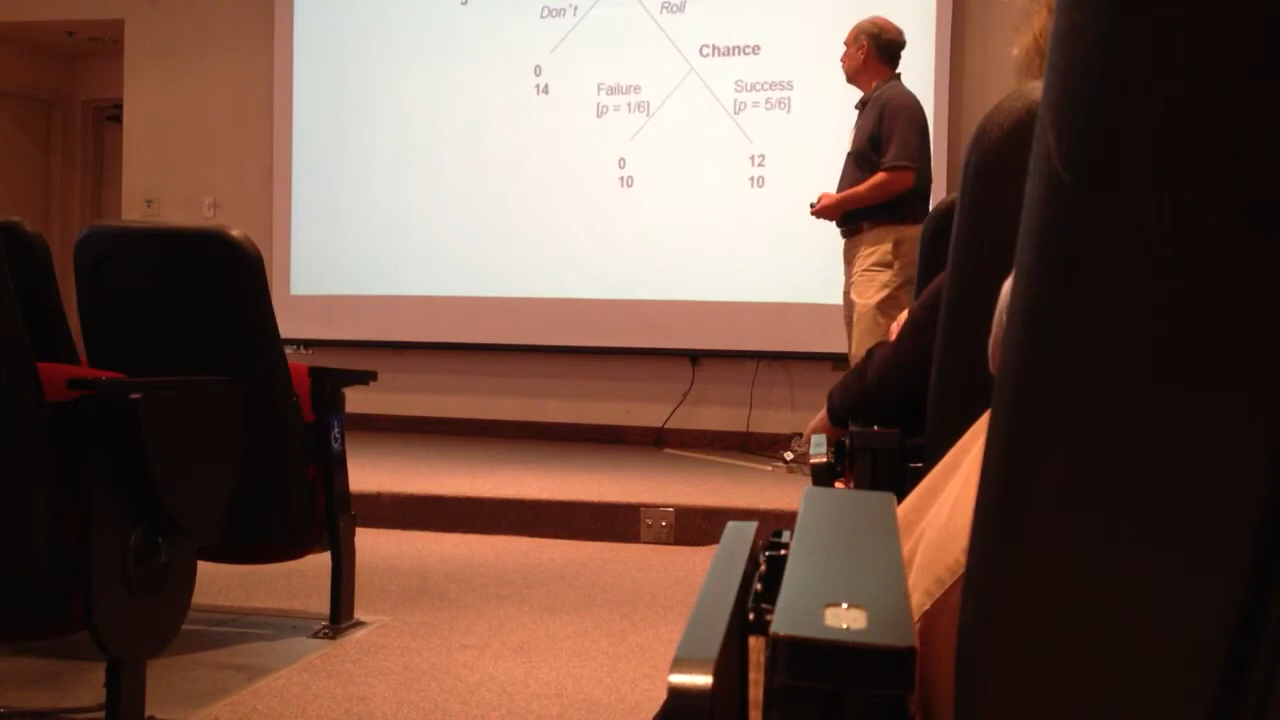 Don't
Roll
Chance
0
14
Failure
[p = 1/6]
Success
[p = 5/6]
0
10
12
10